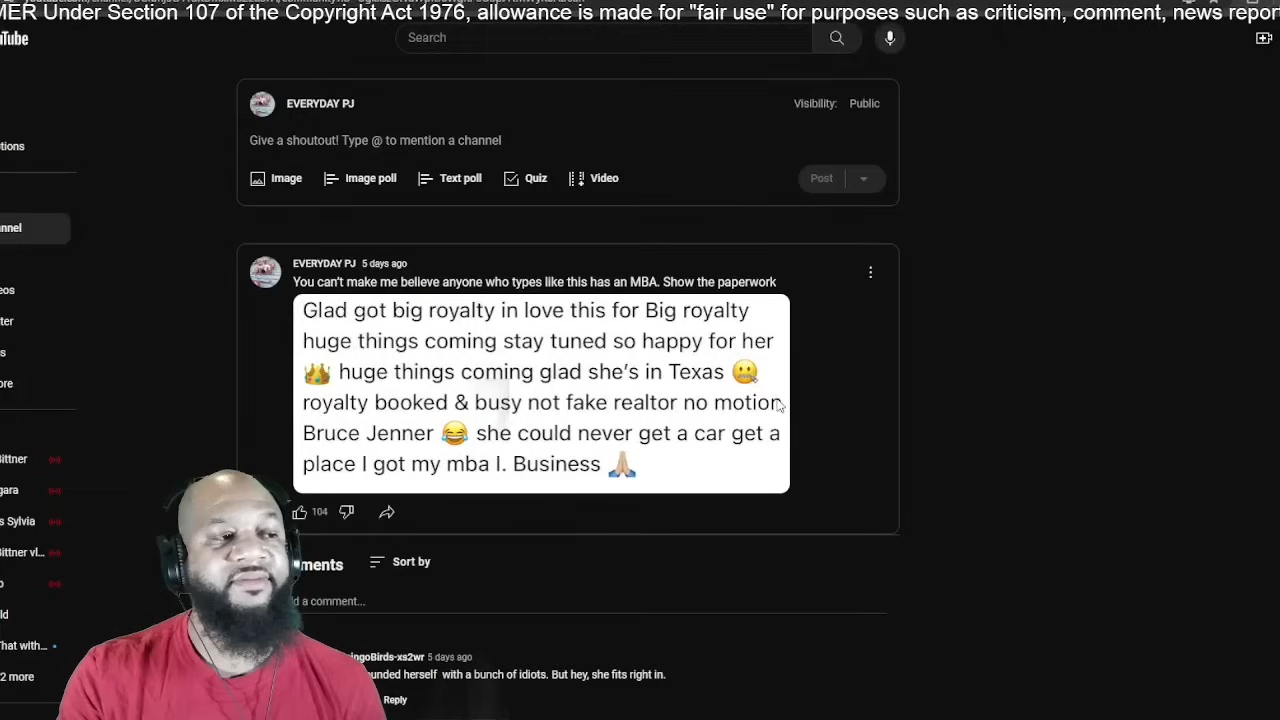 MER Under Section 107 of the Copyright Act 1976, allowance is made for "fair use" for purposes such as criticism, comment, news repor
uTube
Search
EVERYDAY PJ
Visibility: Public
Give a shoutout! Type @ to mention a channel
Image
Image poll
Text poll
Quiz
Video
Post
ptions
annel
eos
ter
s
ore
Bittner
gara
s Sylvia
Bittner vl...
o
ld
That with...
2 more
EVERYDAY PJ 5 days ago
You can't make me believe anyone who types like this has an MBA. Show the paperwork
Glad got big royalty in love this for Big royalty
huge things coming stay tuned so happy for her
👑 huge things coming glad she's in Texas 🤐
royalty booked & busy not fake realtor no motion
Bruce Jenner 😂 she could never get a car get a
place I got my mba I. Business 🙏🏼
104
ments
Sort by
d a comment...
ingoBirds-xs2wr 5 days ago
unded herself with a bunch of idiots. But hey, she fits right in.
Reply